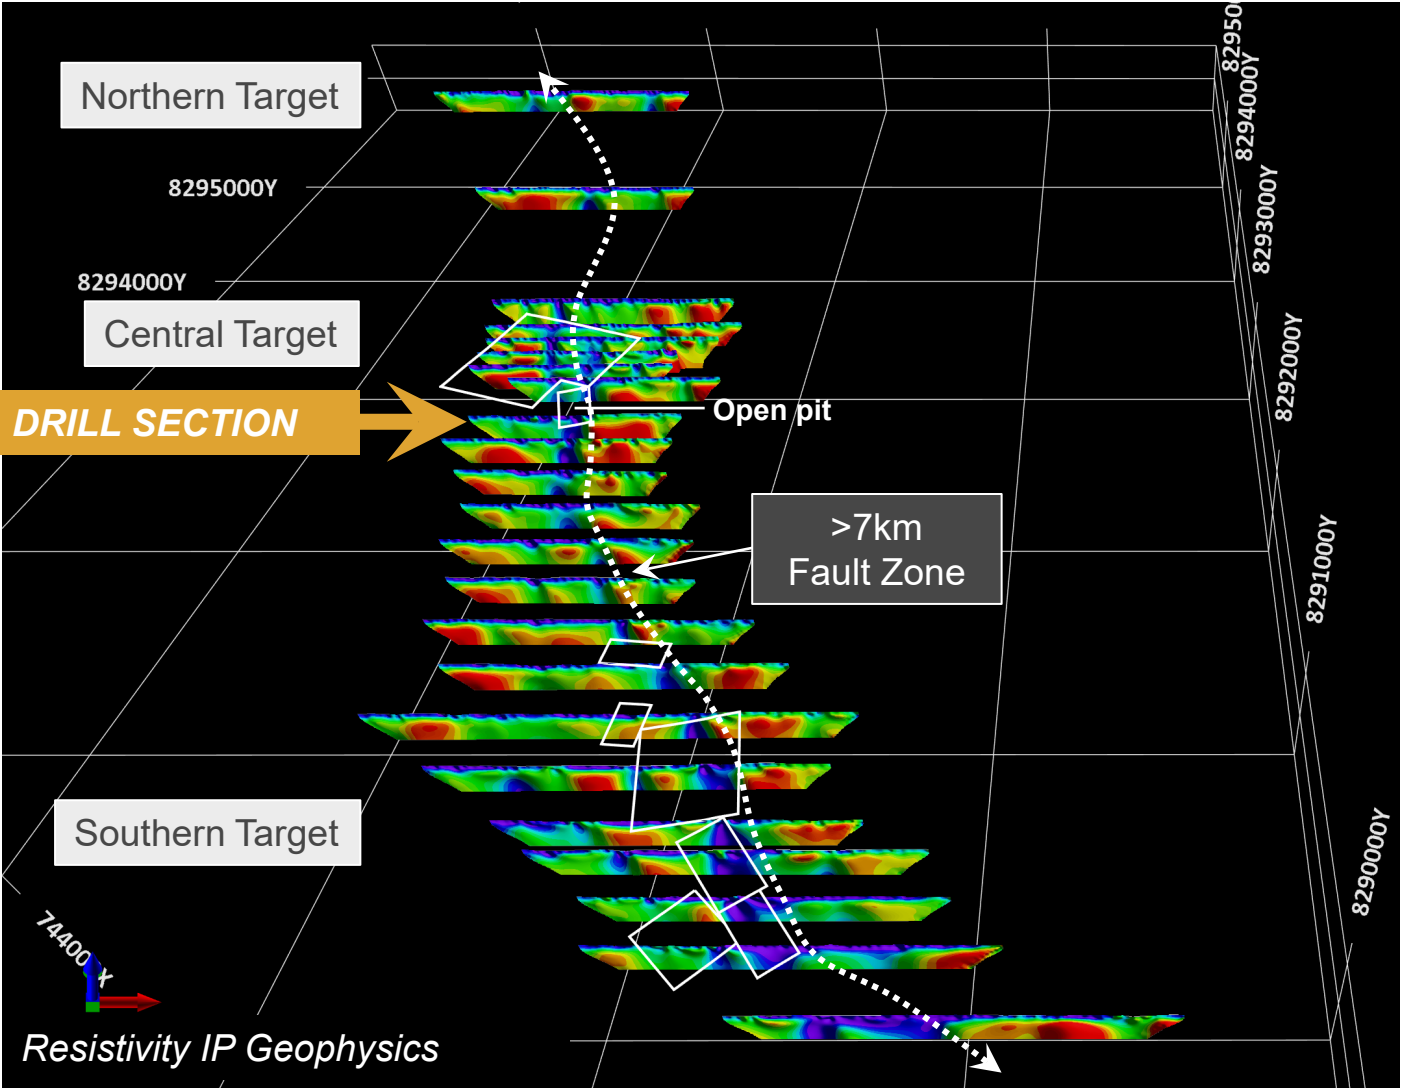 Northern Target
8295000Y
8294000Y
Central Target
DRILL SECTION
Open pit
>7km
Fault Zone
Southern Target
Resistivity IP Geophysics
8294000Y
8293000Y
8292000Y
8291000Y
8290000Y